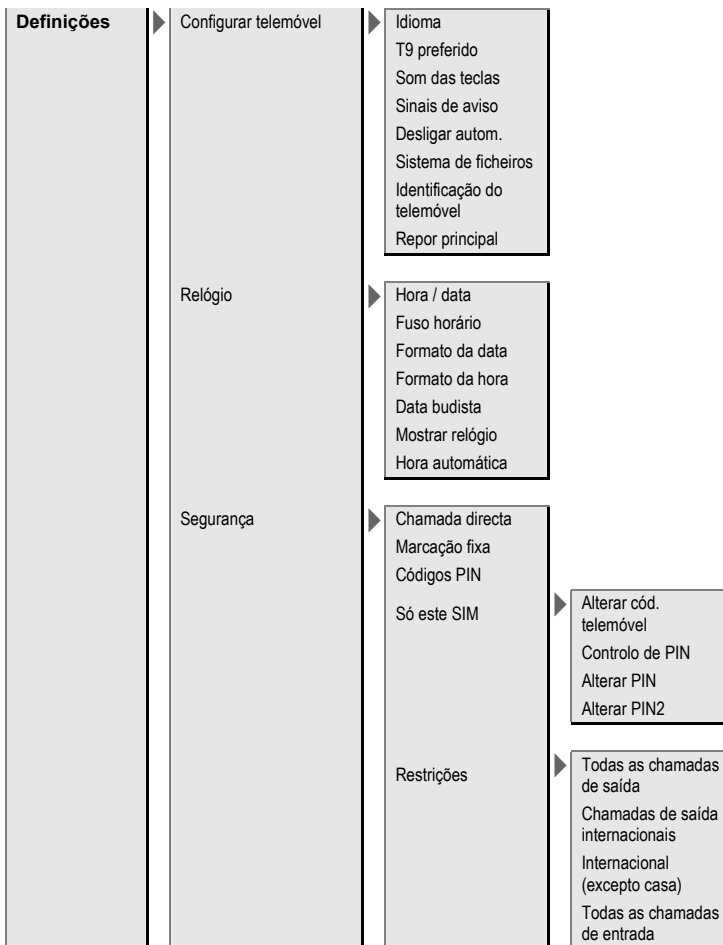 Definições
Configurar telemóvel
Idioma
T9 preferido
Som das teclas
Sinais de aviso
Desligar autom.
Sistema de ficheiros
Identificação do
telemóvel
Repor principal
Relógio
Hora / data
Fuso horário
Formato da data
Formato da hora
Data budista
Mostrar relógio
Hora automática
Segurança
Chamada directa
Marcação fixa
Códigos PIN
Só este SIM
Alterar cód.
telemóvel
Controlo de PIN
Alterar PIN
Alterar PIN2
Restrições
Todas as chamadas
de saída
Chamadas de saída
internacionais
Internacional
(excepto casa)
Todas as chamadas
de entrada